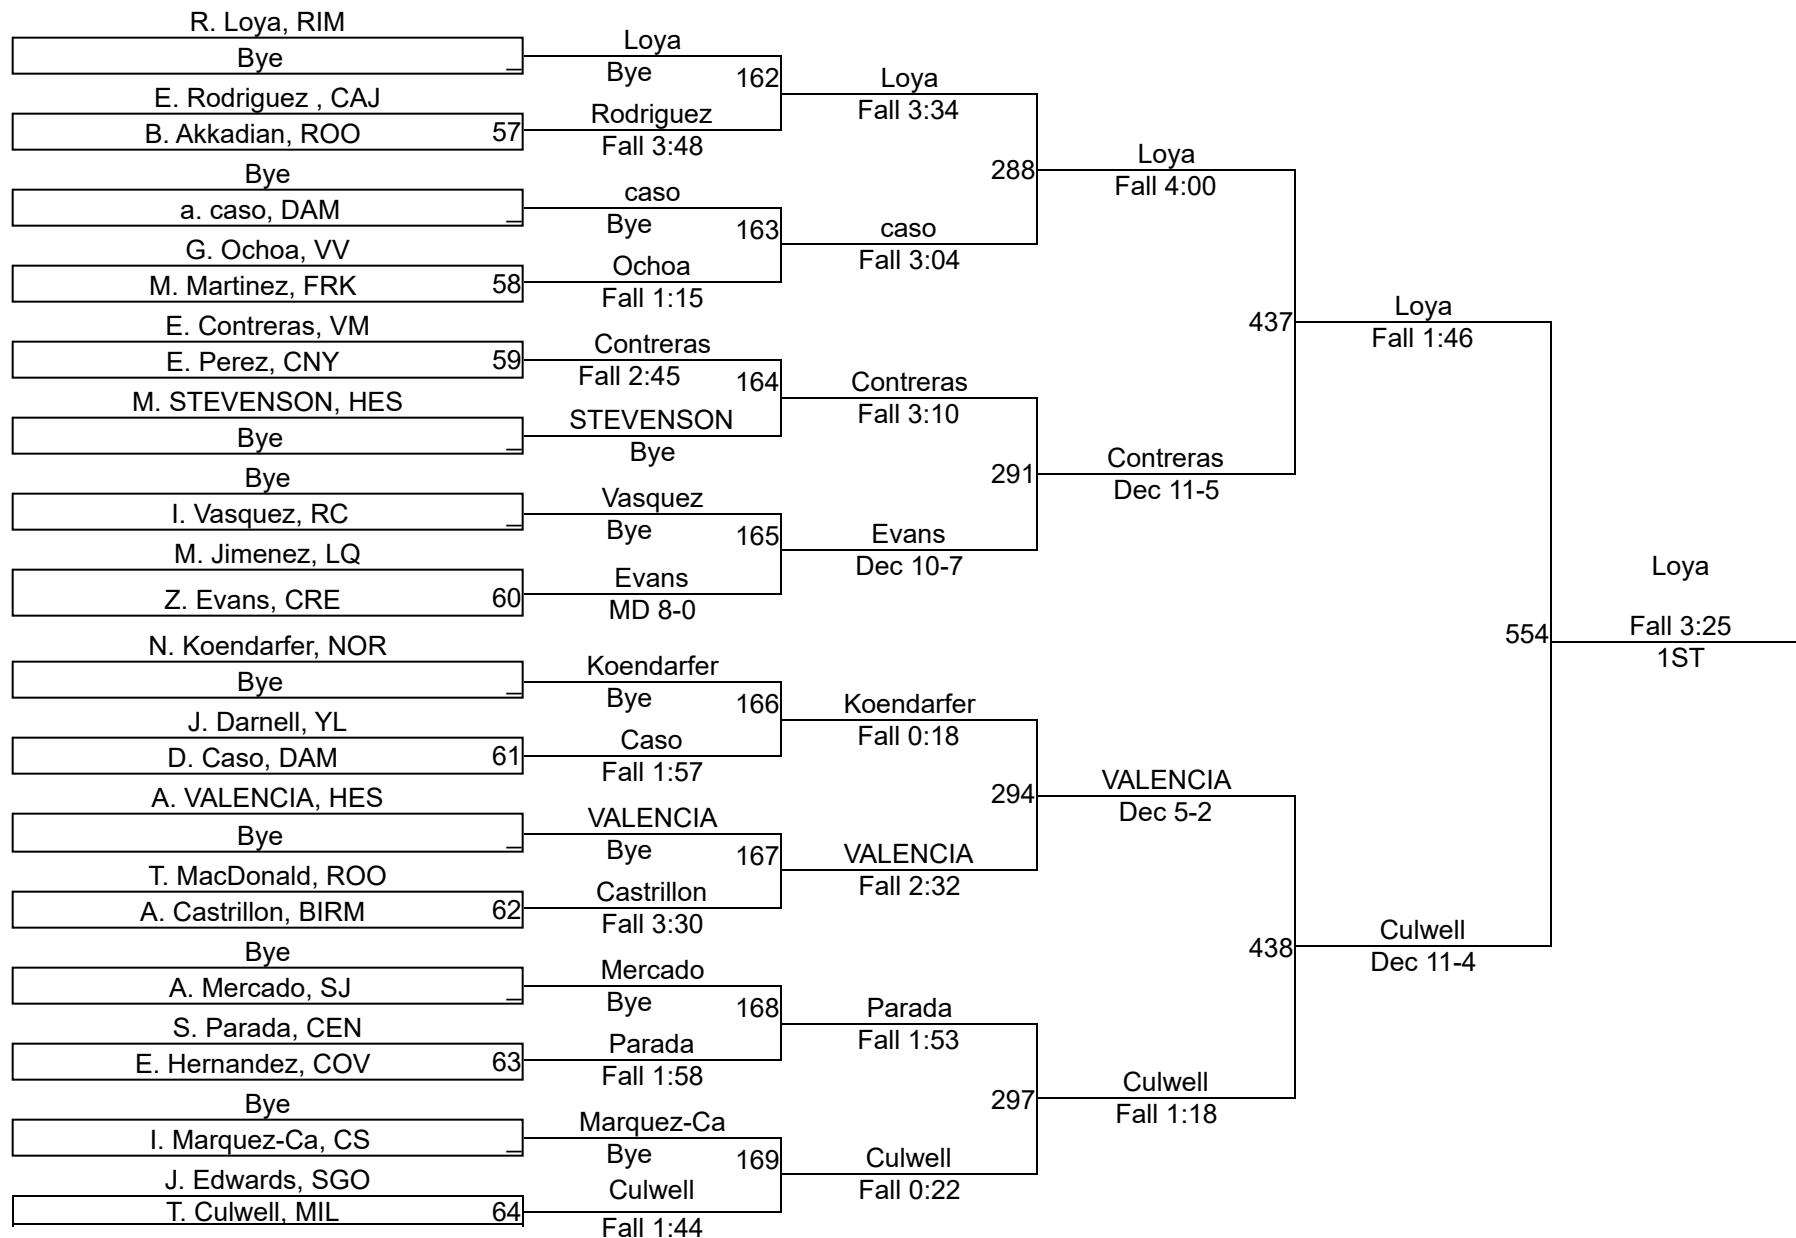 R. Loya, RIM
Bye _
E. Rodriguez , CAJ
B. Akkadian, ROO 57
Bye
a. caso, DAM _
G. Ochoa, VV
M. Martinez, FRK 58
E. Contreras, VM
E. Perez, CNY 59
M. STEVENSON, HES
Bye _
Bye
I. Vasquez, RC _
M. Jimenez, LQ
Z. Evans, CRE 60
N. Koendarfer, NOR
Bye _
J. Darnell, YL
D. Caso, DAM 61
A. VALENCIA, HES
Bye _
T. MacDonald, ROO
A. Castrillon, BIRM 62
Bye
A. Mercado, SJ _
S. Parada, CEN
E. Hernandez, COV 63
Bye
I. Marquez-Ca, CS _
J. Edwards, SGO
T. Culwell, MIL 64
Loya
Bye 162
Rodriguez
Fall 3:48
caso
Bye 163
Ochoa
Fall 1:15
Contreras
Fall 2:45 164
STEVENSON
Bye
Vasquez
Bye 165
Evans
MD 8-0
Koendarfer
Bye 166
Caso
Fall 1:57
VALENCIA
Bye 167
Castrillon
Fall 3:30
Mercado
Bye 168
Parada
Fall 1:58
Marquez-Ca
Bye 169
Culwell
Fall 1:44
Loya
Fall 3:34
288
caso
Fall 3:04
Contreras
Fall 3:10
291
Evans
Dec 10-7
Koendarfer
Fall 0:18
294
VALENCIA
Fall 2:32
Parada
Fall 1:53
297
Culwell
Fall 0:22
Loya
Fall 4:00
437
Contreras
Dec 11-5
VALENCIA
Dec 5-2
438
Culwell
Fall 1:18
Loya
Fall 1:46
554
Culwell
Dec 11-4
Loya
Fall 3:25
1ST